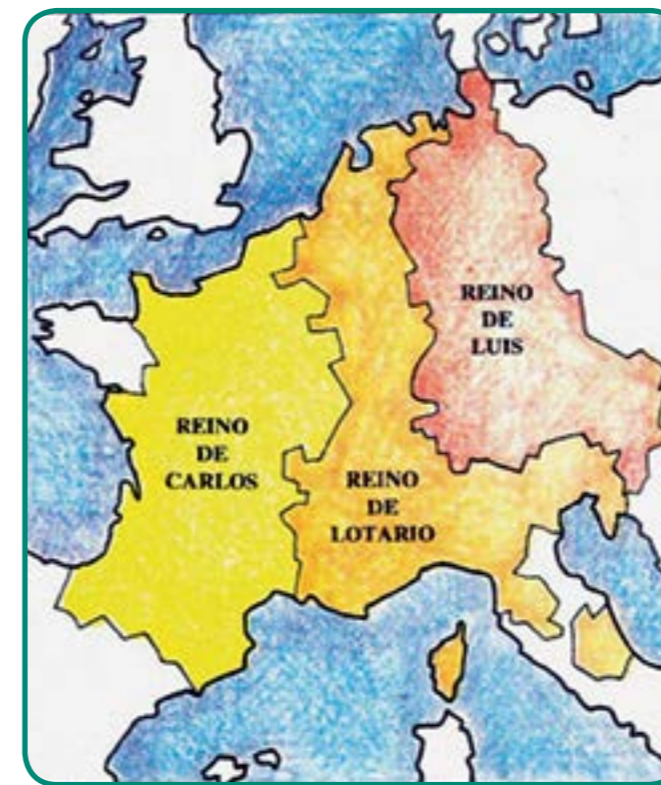 REINO
DE
LUIS
REINO
DE
CARLOS
REINO
DE
LOTARIO